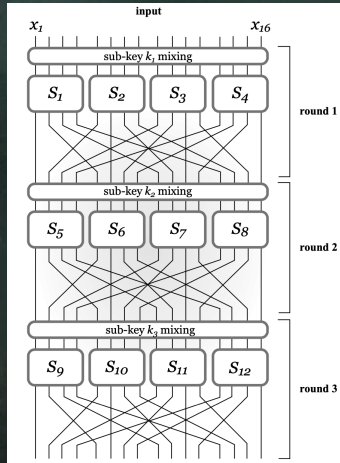 input
x₁ x₁₆
sub-key k₁ mixing
S₁ S₂ S₃ S₄
round 1
sub-key k₂ mixing
S₅ S₆ S₇ S₈
round 2
sub-key k₃ mixing
S₉ S₁₀ S₁₁ S₁₂
round 3